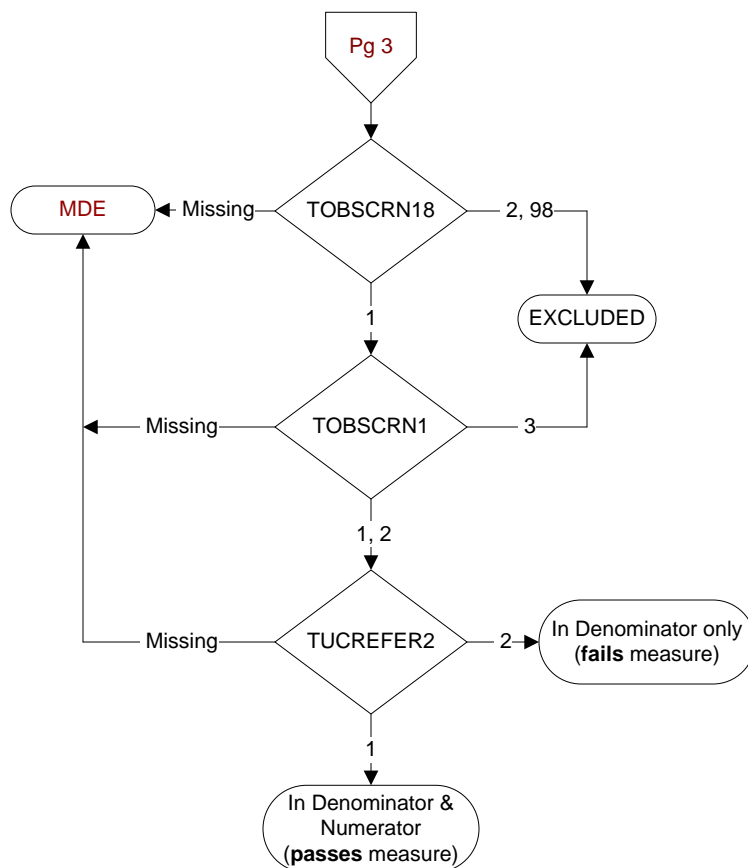 Pg 3
MDE
Missing
TOBSCRN18
2, 98
1
EXCLUDED
Missing
TOBSCRN1
3
1, 2
Missing
TUCREFER2
2
In Denominator only
(fails measure)
1
In Denominator &
Numerator
(passes measure)